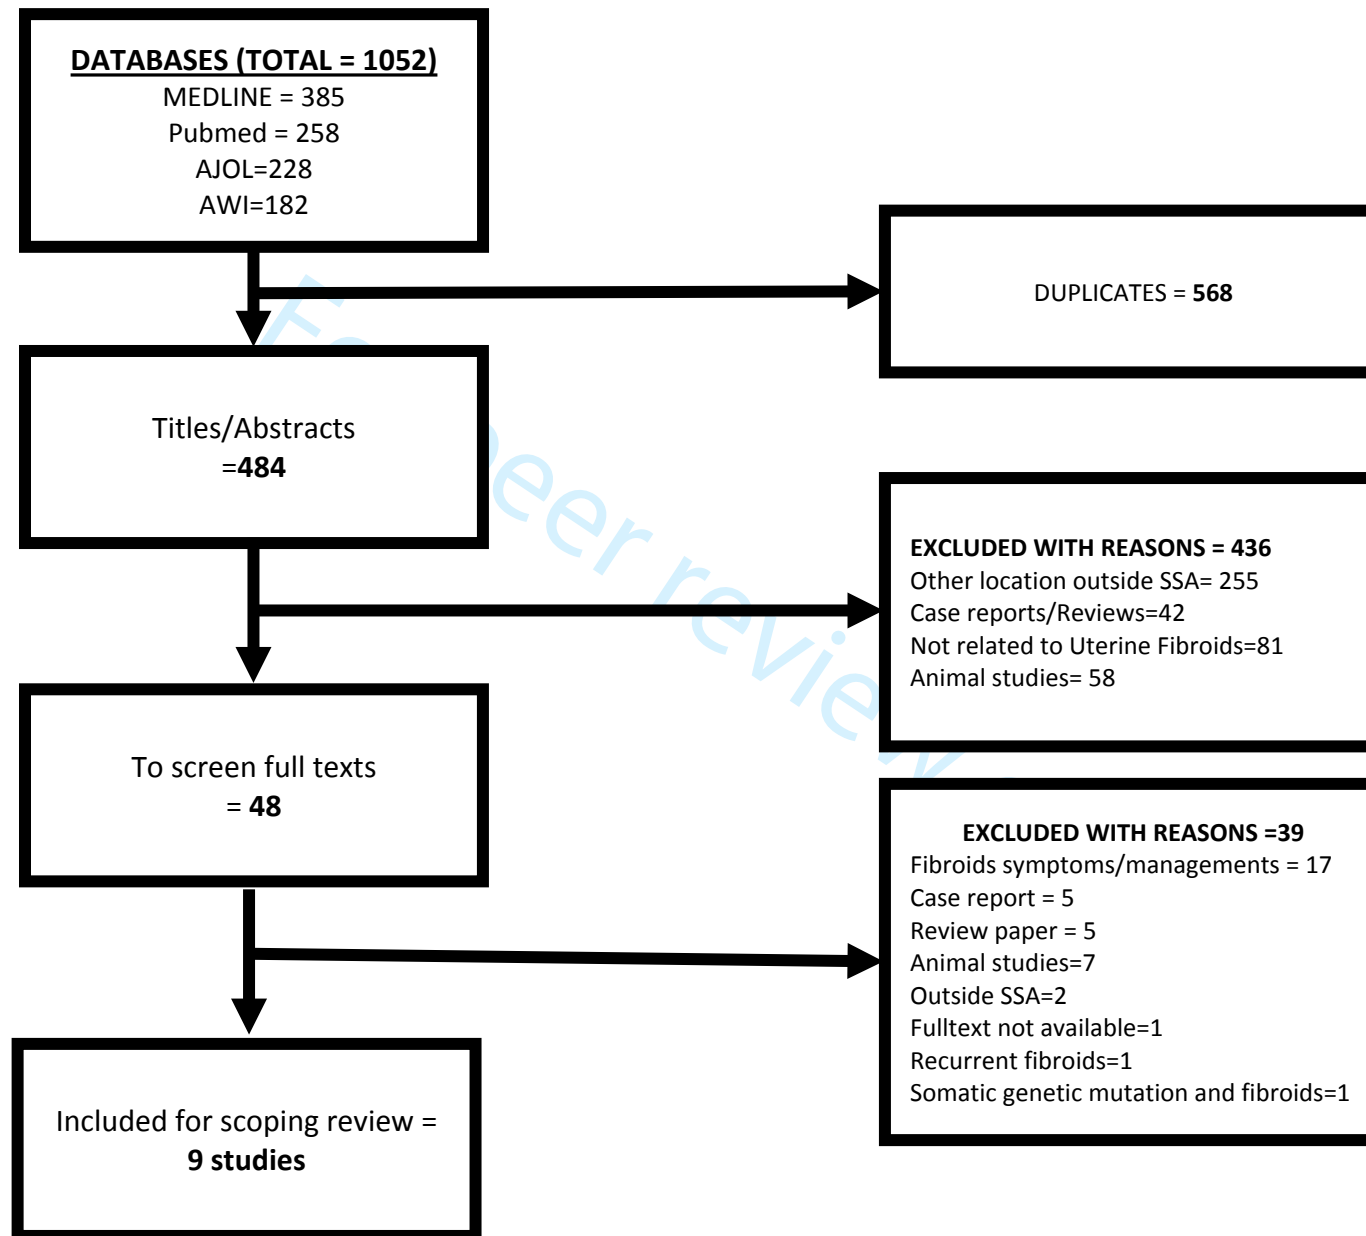 DATABASES (TOTAL = 1052)
MEDLINE = 385
Pubmed = 258
AJOL=228
AWI=182
DUPLICATES = 568
Titles/Abstracts
=484
EXCLUDED WITH REASONS = 436
Other location outside SSA= 255
Case reports/Reviews=42
Not related to Uterine Fibroids=81
Animal studies= 58
To screen full texts
= 48
EXCLUDED WITH REASONS =39
Fibroids symptoms/managements = 17
Case report = 5
Review paper = 5
Animal studies=7
Outside SSA=2
Fulltext not available=1
Recurrent fibroids=1
Somatic genetic mutation and fibroids=1
Included for scoping review =
9 studies
peer review